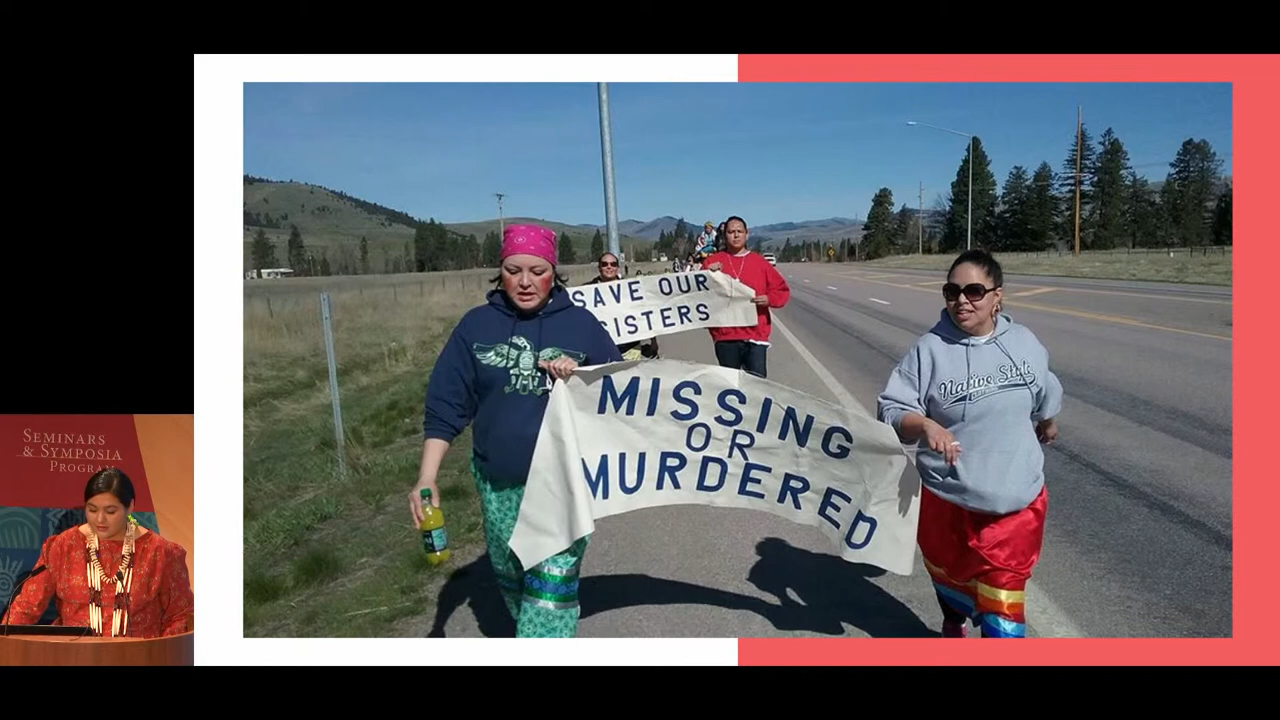 SAVE OUR
SISTERS
MISSING
OR
MURDERED
Native Style
SEMINARS
& SYMPOSIA
PROGRAM